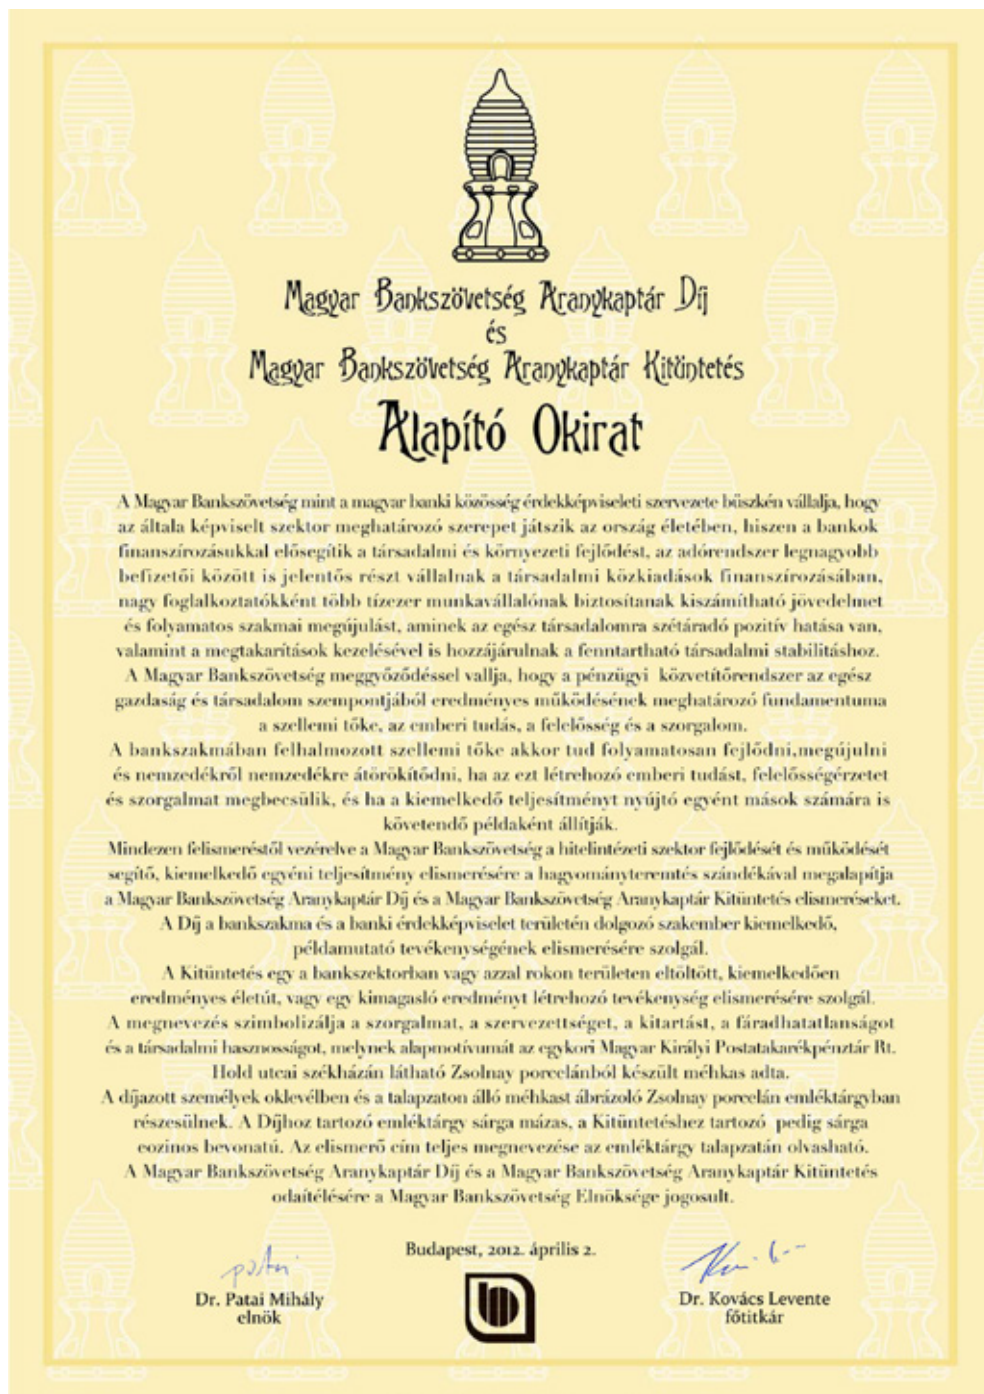 Magyar Bankszövetség Aranykaptár Díj
és
Magyar Bankszövetség Aranykaptár Kitüntetés
Alapító Okirat
A Magyar Bankszövetség mint a magyar banki közösség érdekképviseleti szervezete büszkén vállalja, hogy
az általa képviselt szektor meghatározó szerepet játszik az ország életében, hiszen a bankok
finanszírozásukkal elősegítik a társadalmi és környezeti fejlődést, az adórendszer legnagyobb
befizetői között is jelentős részt vállalnak a társadalmi közkiadások finanszírozásában,
nagy foglalkoztatókként több tízezer munkavállalónak biztosítanak kiszámítható jövedelmet
és folyamatos szakmai megújulást, aminek az egész társadalomra szétáradó pozitív hatása van,
valamint a megtakarítások kezelésével is hozzájárulnak a fenntartható társadalmi stabilitáshoz.
A Magyar Bankszövetség meggyőződéssel vallja, hogy a pénzügyi közvetítőrendszer az egész
gazdaság és társadalom szempontjából eredményes működésének meghatározó fundamentuma
a szellemi tőke, az emberi tudás, a felelősség és a szorgalom.
A bankszakmában felhalmozott szellemi tőke akkor tud folyamatosan fejlődni,megújulni
és nemzedékről nemzedékre átörökítődni, ha az ezt létrehozó emberi tudást, felelősségérzetet
és szorgalmat megbecsülik, és ha a kiemelkedő teljesítményt nyújtó egyént mások számára is
követendő példaként állítják.
Mindezen felismeréstől vezérelve a Magyar Bankszövetség a hitelintézeti szektor fejlődését és működését
segítő, kiemelkedő egyéni teljesítmény elismerésére a hagyományteremtés szándékával megalapítja
a Magyar Bankszövetség Aranykaptár Díj és a Magyar Bankszövetség Aranykaptár Kitüntetés elismeréseket.
A Díj a bankszakma és a banki érdekképviselet területén dolgozó szakember kiemelkedő,
példamutató tevékenységének elismerésére szolgál.
A Kitüntetés egy a bankszektorban vagy azzal rokon területen eltöltött, kiemelkedően
eredményes életút, vagy egy kimagasló eredményt létrehozó tevékenység elismerésére szolgál.
A megnevezés szimbolizálja a szorgalmat, a szervezettséget, a kitartást, a fáradhatatlanságot
és a társadalmi hasznosságot, melynek alapmotívumát az egykori Magyar Királyi Postatakarékpénztár Rt.
Hold utcai székházán látható Zsolnay porcelánból készült méhkas adta.
A díjazott személyek oklevélben és a talapzaton álló méhkast ábrázoló Zsolnay porcelán emléktárgyban
részesülnek. A Díjhoz tartozó emléktárgy sárga mázas, a Kitüntetéshez tartozó pedig sárga
eozinos bevonatú. Az elismerő cím teljes megnevezése az emléktárgy talapzatán olvasható.
A Magyar Bankszövetség Aranykaptár Díj és a Magyar Bankszövetség Aranykaptár Kitüntetés
odaítélésére a Magyar Bankszövetség Elnöksége jogosult.
Budapest, 2012. április 2.
Dr. Patai Mihály
elnök
Dr. Kovács Levente
főtitkár